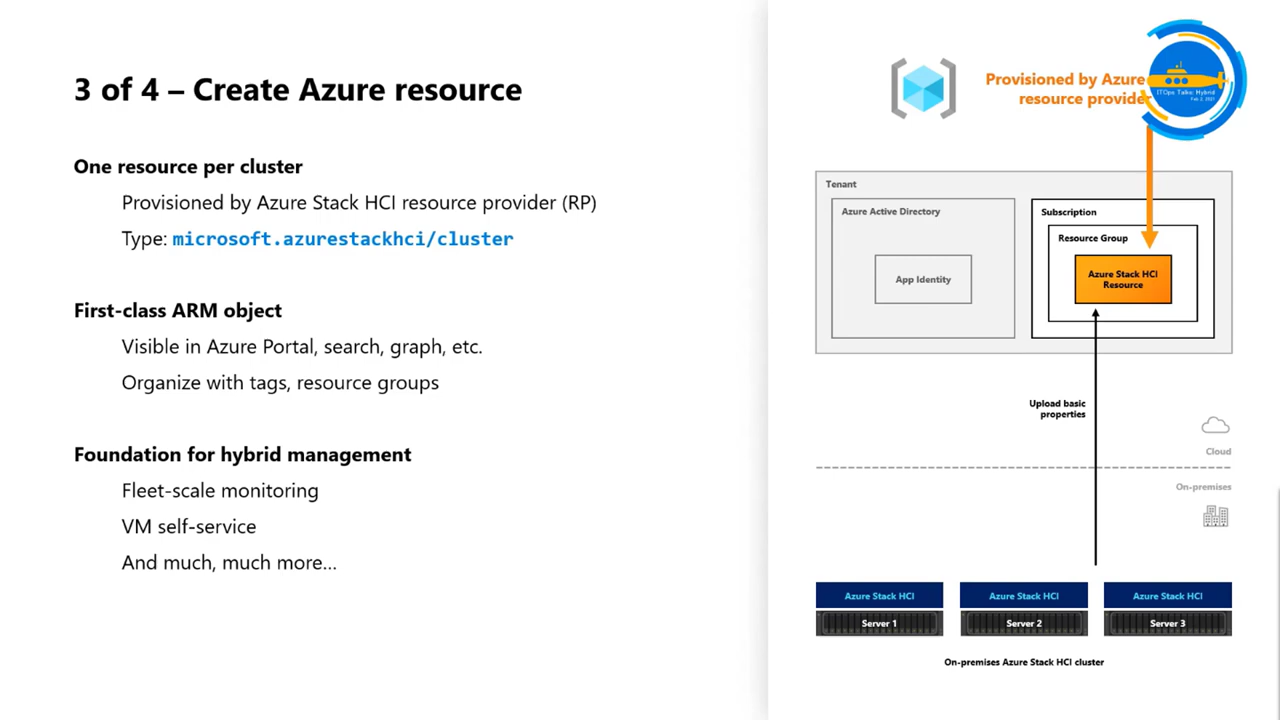 3 of 4 – Create Azure resource
One resource per cluster
Provisioned by Azure Stack HCI resource provider (RP)
Type: microsoft.azurestackhci/cluster
First-class ARM object
Visible in Azure Portal, search, graph, etc.
Organize with tags, resource groups
Foundation for hybrid management
Fleet-scale monitoring
VM self-service
And much, much more...
Provisioned by Azure
resource provider
ITOps Talks: Hybrid
Feb 2, 2021
Tenant
Azure Active Directory
App Identity
Subscription
Resource Group
Azure Stack HCI
Resource
Upload basic
properties
Cloud
On-premises
Azure Stack HCI
Server 1
Azure Stack HCI
Server 2
Azure Stack HCI
Server 3
On-premises Azure Stack HCI cluster